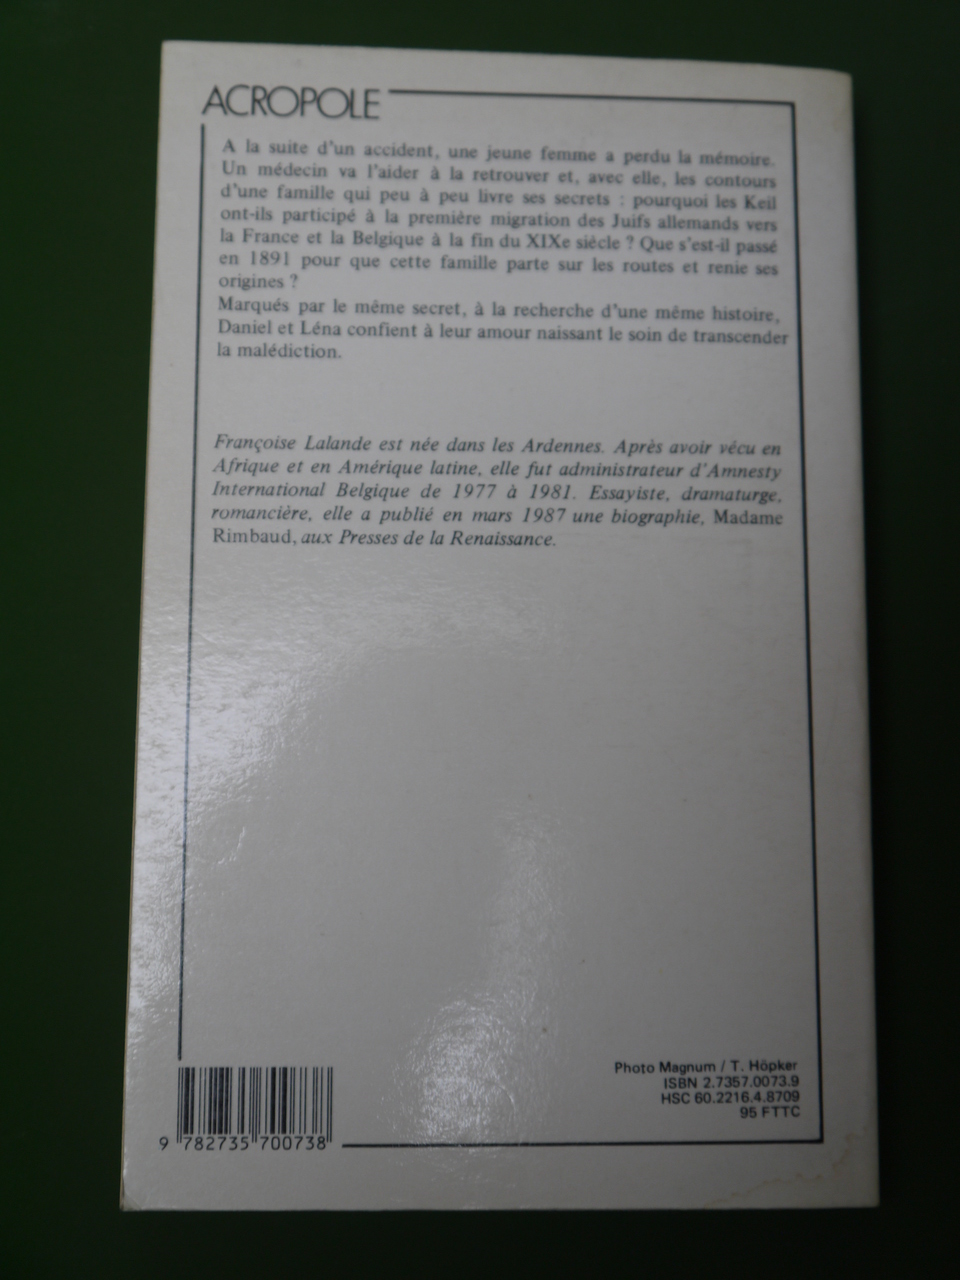 ACROPOLE
A la suite d'un accident, une jeune femme a perdu la mémoire.
Un médecin va l'aider à la retrouver et, avec elle, les contours
d'une famille qui peu à peu livre ses secrets : pourquoi les Keil
ont-ils participé à la première migration des Juifs allemands vers
la France et la Belgique à la fin du XIXe siècle ? Que s'est-il passé
en 1891 pour que cette famille parte sur les routes et renie ses
origines ?
Marqués par le même secret, à la recherche d'une même histoire,
Daniel et Léna confient à leur amour naissant le soin de transcender
la malédiction.
Françoise Lalande est née dans les Ardennes. Après avoir vécu en
Afrique et en Amérique latine, elle fut administrateur d'Amnesty
International Belgique de 1977 à 1981. Essayiste, dramaturge,
romancière, elle a publié en mars 1987 une biographie, Madame
Rimbaud, aux Presses de la Renaissance.
Photo Magnum / T. Höpker
ISBN 2.7357.0073.9
HSC 60.2216.4.8709
95 FTTC
9 782735 700738